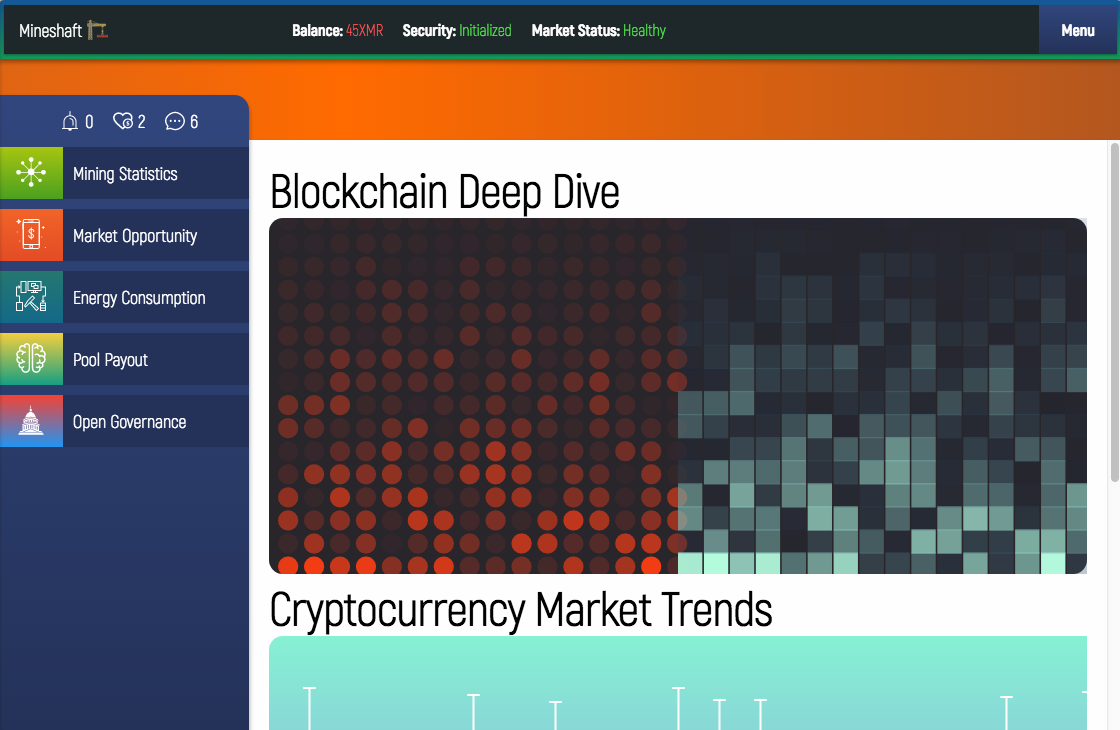 Mineshaft
Balance: 45XMR Security: Initialized Market Status: Healthy
Menu
0 2 6
Mining Statistics
Market Opportunity
Energy Consumption
Pool Payout
Open Governance
Blockchain Deep Dive
Cryptocurrency Market Trends